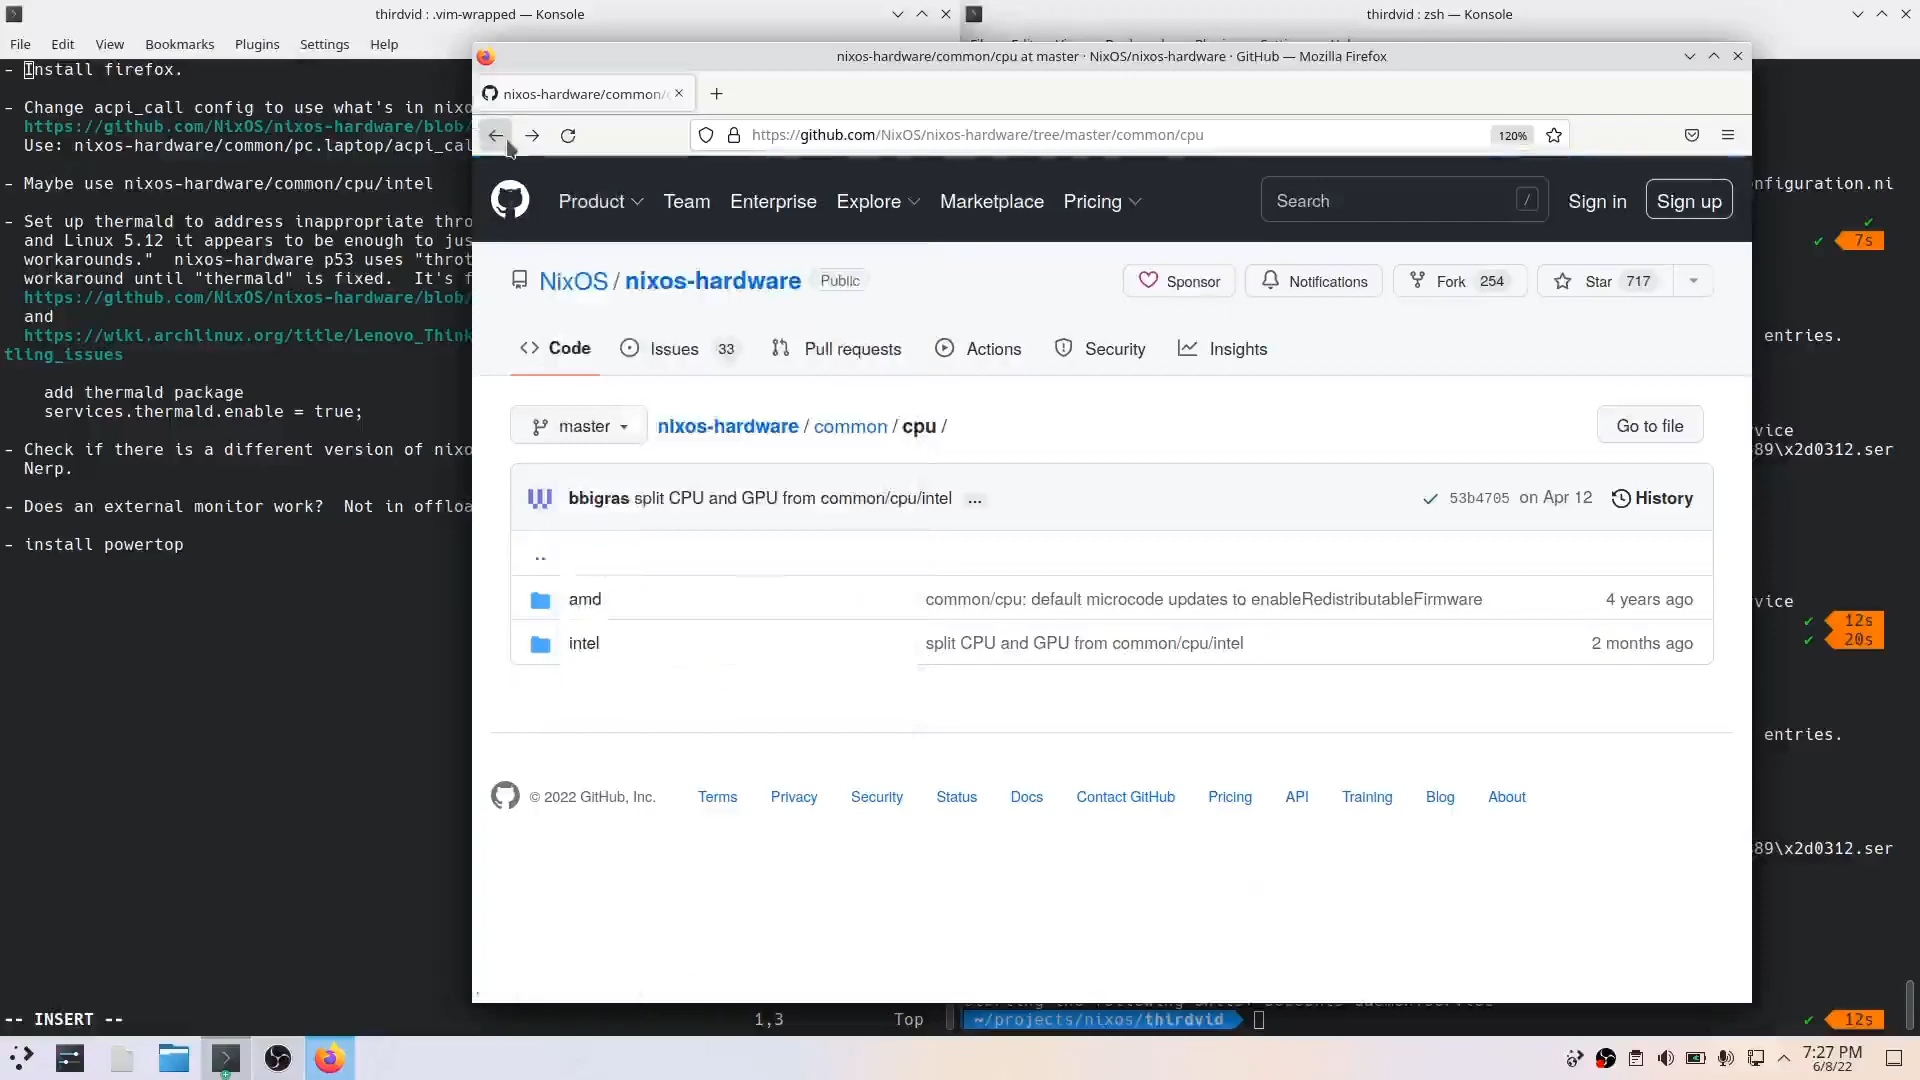 thirdvid : .vim-wrapped — Konsole
thirdvid : zsh — Konsole
File Edit View Bookmarks Plugins Settings Help
- Install firefox.
- Change acpi_call config to use what's in nixo
https://github.com/NixOS/nixos-hardware/blob/
Use: nixos-hardware/common/pc.laptop/acpi_cal
- Maybe use nixos-hardware/common/cpu/intel
- Set up thermald to address inappropriate thro
and Linux 5.12 it appears to be enough to jus
workarounds."  nixos-hardware p53 uses "throt
workaround until "thermald" is fixed.  It's f
https://github.com/NixOS/nixos-hardware/blob/
and
https://wiki.archlinux.org/title/Lenovo_Think
tling_issues
add thermald package
services.thermald.enable = true;
- Check if there is a different version of nixo
Nerp.
- Does an external monitor work?  Not in offloa
- install powertop
-- INSERT --
1,3
Top
nixos-hardware/common/cpu at master · NixOS/nixos-hardware · GitHub — Mozilla Firefox
nixos-hardware/common/c
https://github.com/NixOS/nixos-hardware/tree/master/common/cpu
120%
Product Team Enterprise Explore Marketplace Pricing
Search /
Sign in
Sign up
NixOS / nixos-hardware Public
Sponsor
Notifications
Fork 254
Star 717
Code
Issues 33
Pull requests
Actions
Security
Insights
master
nixos-hardware / common / cpu /
Go to file
bbigras split CPU and GPU from common/cpu/intel ...
53b4705 on Apr 12
History
..
amd common/cpu: default microcode updates to enableRedistributableFirmware 4 years ago
intel split CPU and GPU from common/cpu/intel 2 months ago
© 2022 GitHub, Inc. Terms Privacy Security Status Docs Contact GitHub Pricing API Training Blog About
nfiguration.ni
7s
entries.
vice
89\x2d0312.ser
vice
12s
20s
entries.
89\x2d0312.ser
~/projects/nixos/thirdvid
12s
7:27 PM
6/8/22